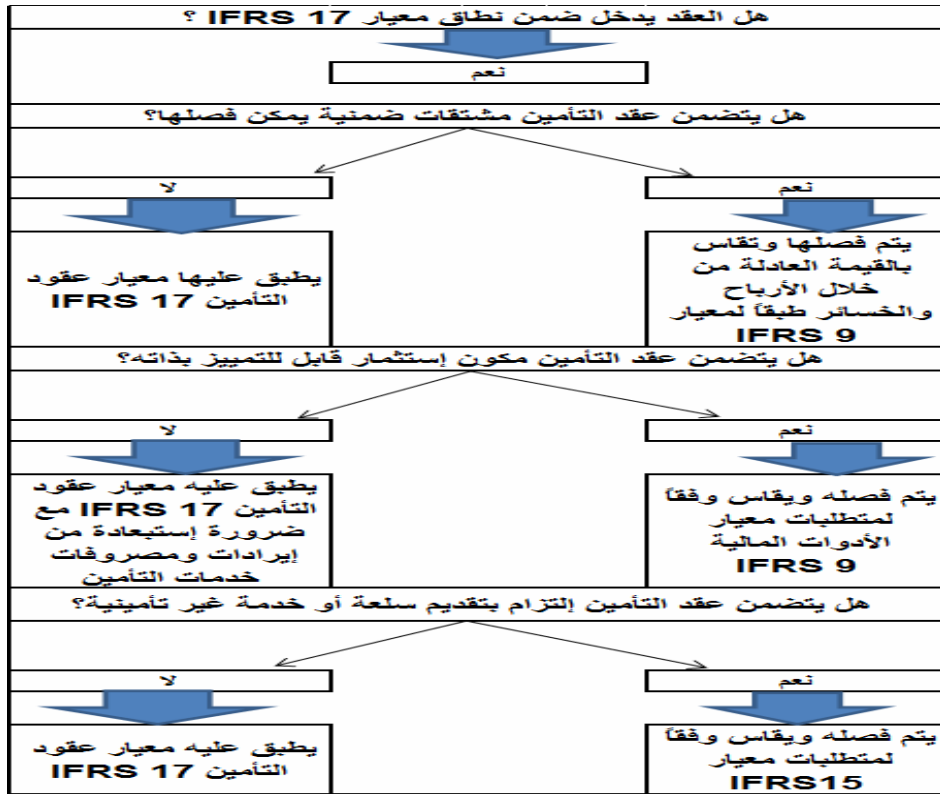 هل العقد يدخل ضمن نطاق معيار IFRS 17 ؟
نعم
هل يتضمن عقد التأمين مشتقات ضمنية يمكن فصلها؟
نعم
لا
يتم فصلها وتقاس
بالقيمة العادلة من
خلال الأرباح
والخسائر طبقاً لمعيار
IFRS 9
يطبق عليها معيار عقود
التأمين IFRS 17
هل يتضمن عقد التأمين مكون إستثمار قابل للتمييز بذاته؟
نعم
لا
يتم فصله ويقاس وفقاً
لمتطلبات معيار
الأدوات المالية
IFRS 9
يطبق عليه معيار عقود
التأمين IFRS 17 مع
ضرورة إستبعادة من
إيرادات ومصروفات
خدمات التأمين
هل يتضمن عقد التأمين إلتزام بتقديم سلعة أو خدمة غير تأمينية؟
نعم
لا
يتم فصله ويقاس وفقاً
لمتطلبات معيار
IFRS15
يطبق عليه معيار عقود
التأمين IFRS 17